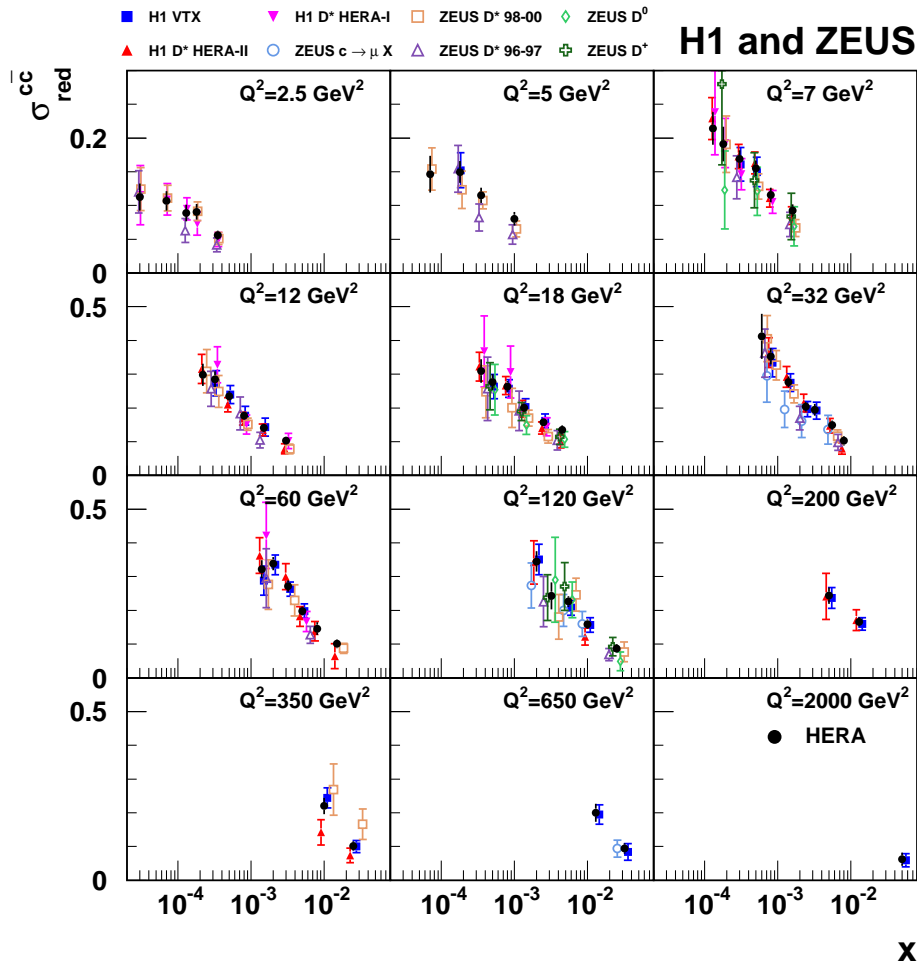 H1 VTX
H1 D* HERA-I
ZEUS D* 98-00
ZEUS D⁰
H1 D* HERA-II
ZEUS c → μ X
ZEUS D* 96-97
ZEUS D⁺
H1 and ZEUS
σ_red^cc̄
Q²=2.5 GeV²
Q²=5 GeV²
Q²=7 GeV²
0.2
0
Q²=12 GeV²
Q²=18 GeV²
Q²=32 GeV²
0.5
0
Q²=60 GeV²
Q²=120 GeV²
Q²=200 GeV²
0.5
0
Q²=350 GeV²
Q²=650 GeV²
Q²=2000 GeV²
0.5
HERA
0
10⁻⁴ 10⁻³ 10⁻² 10⁻⁴ 10⁻³ 10⁻² 10⁻⁴ 10⁻³ 10⁻²
x